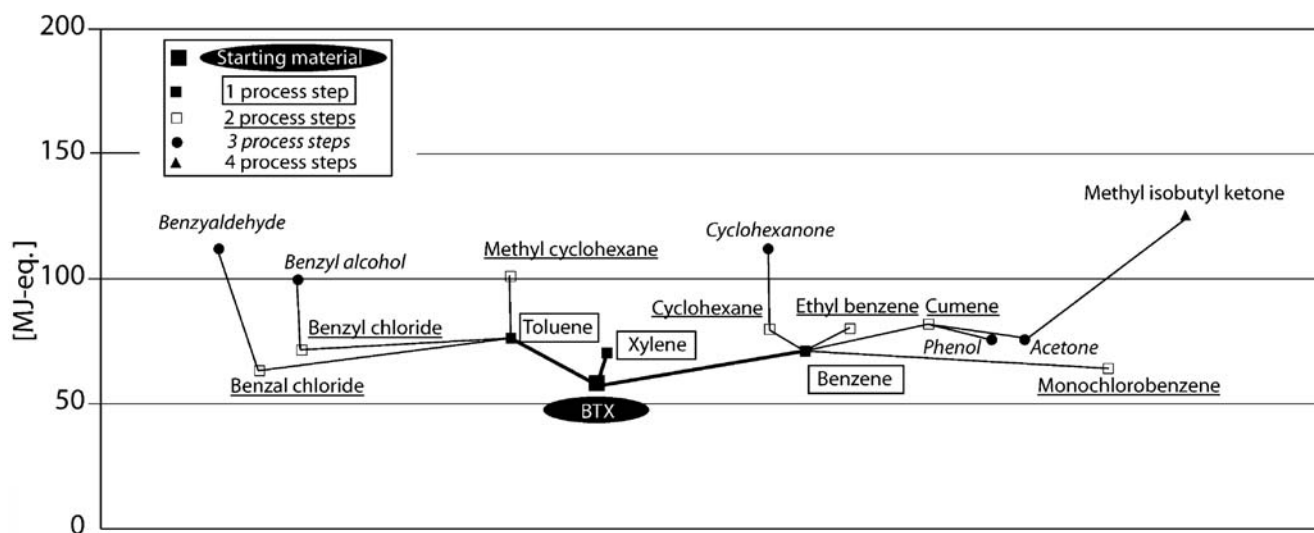 200
Starting material
1 process step
2 process steps
3 process steps
4 process steps
150
Methyl isobutyl ketone
Benzyaldehyde
Cyclohexanone
Benzyl alcohol
Methyl cyclohexane
[MJ-eq.]
100
Cyclohexane
Ethyl benzene
Cumene
Benzyl chloride
Toluene
Xylene
Phenol
Acetone
Benzal chloride
Benzene
Monochlorobenzene
50
BTX
0